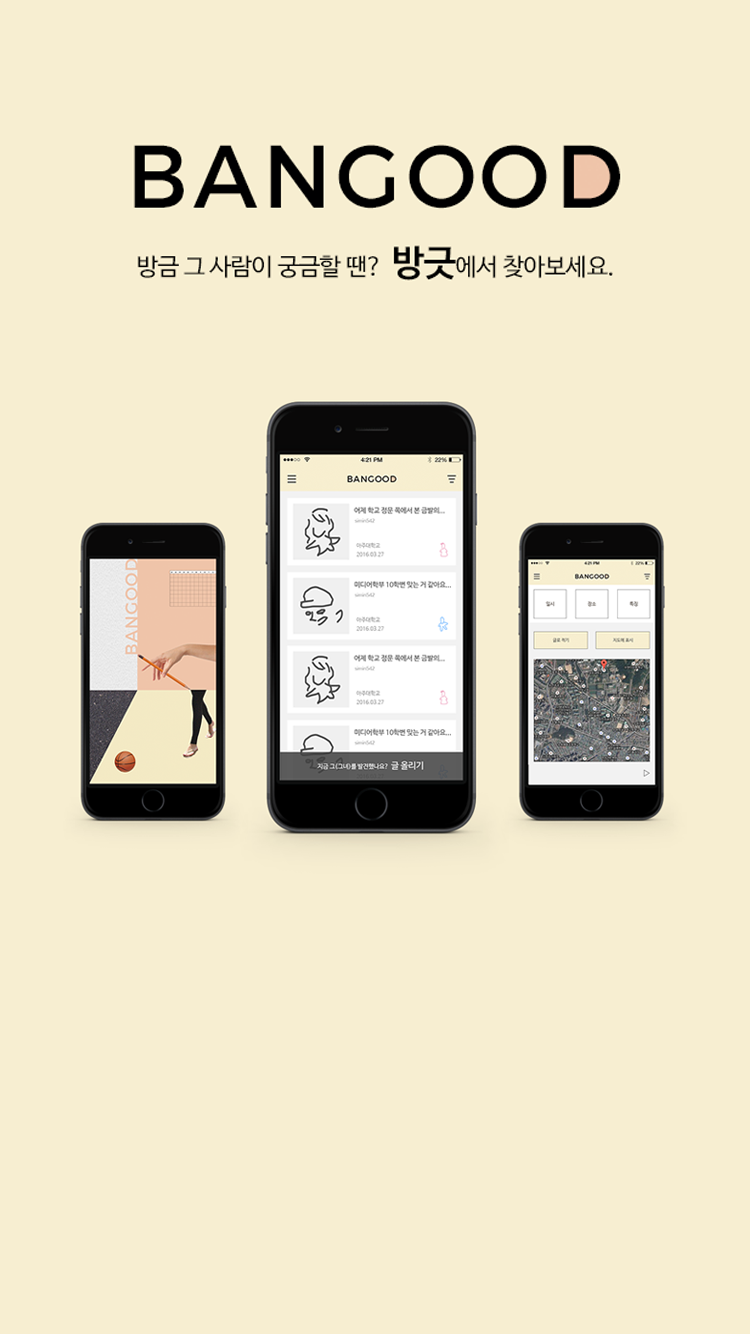 BANGOOD
방금 그 사람이 궁금할 땐? 방긋에서 찾아보세요.
BANGOOD
4:21 PM 22%
BANGOOD
어제 학교 정문 쪽에서 본 금발의...
smin542
아주대학교
2016.03.27
미디어학부 10학번 맞는 거 같아요...
smin542
아주대학교
2016.03.27
어제 학교 정문 쪽에서 본 금발의...
smin542
아주대학교
2016.03.27
미디어학부 10학번 맞는 거 같아요...
smin542
지금 그(그녀)를 발견했나요? 글 올리기
4:21 PM 22%
BANGOOD
일시 장소 특징
글로 적기 지도에 표시